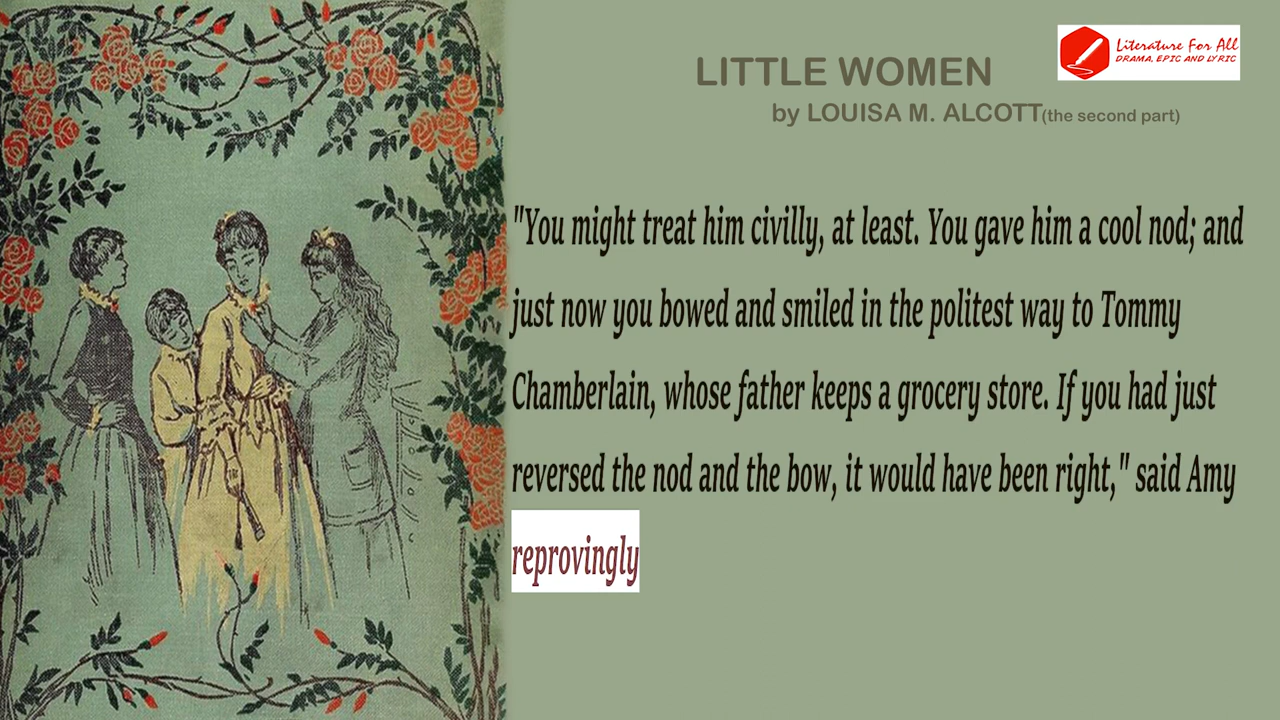 LITTLE WOMEN
by LOUISA M. ALCOTT(the second part)
Literature For All
DRAMA, EPIC AND LYRIC
"You might treat him civilly, at least. You gave him a cool nod; and
just now you bowed and smiled in the politest way to Tommy
Chamberlain, whose father keeps a grocery store. If you had just
reversed the nod and the bow, it would have been right," said Amy
reprovingly